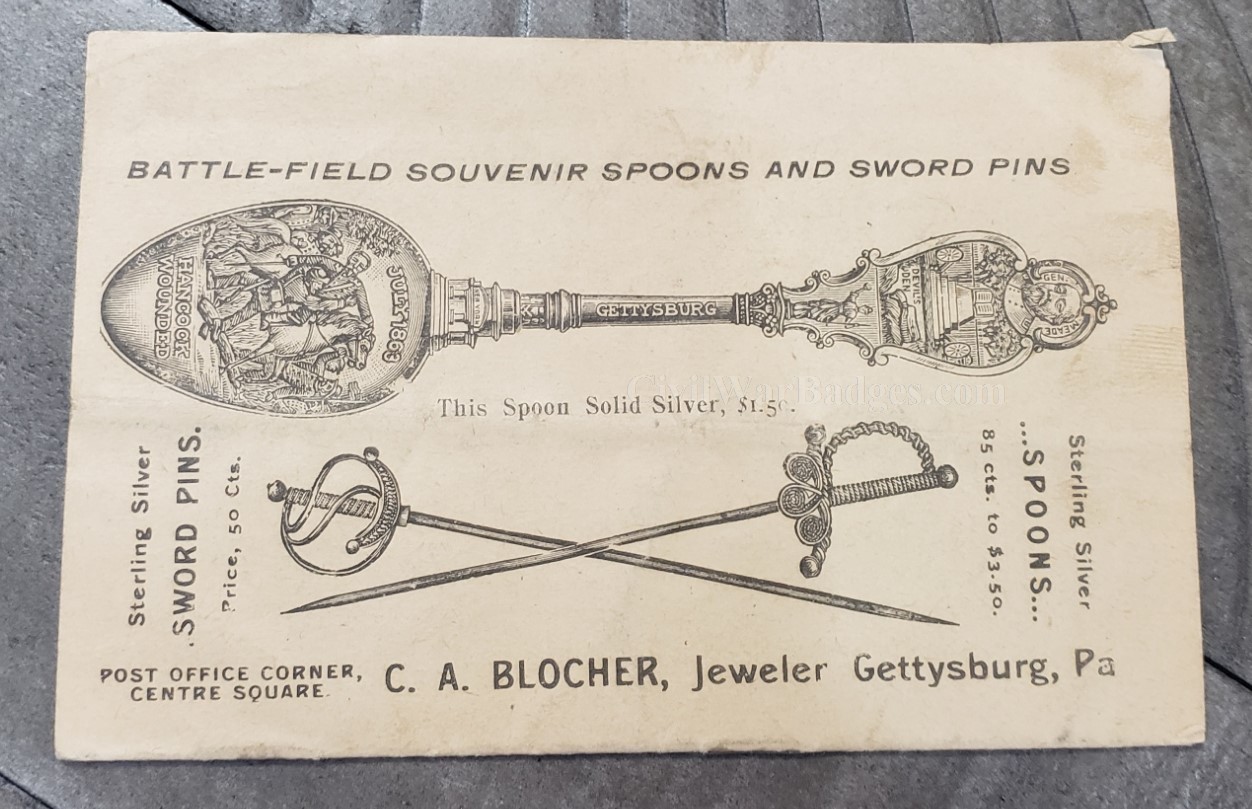 BATTLE-FIELD SOUVENIR SPOONS AND SWORD PINS
HANCOCK
WOUNDED
JULY 1863
GETTYSBURG
DEVILS
DEN
GEN.
MEADE
This Spoon Solid Silver, $1.50.
CivilWarBadges.com
Sterling Silver
.SWORD PINS.
Price, 50 Cts.
Sterling Silver
...SPOONS...
85 cts. to $3.50.
POST OFFICE CORNER,
CENTRE SQUARE.
C. A. BLOCHER, Jeweler Gettysburg, Pa